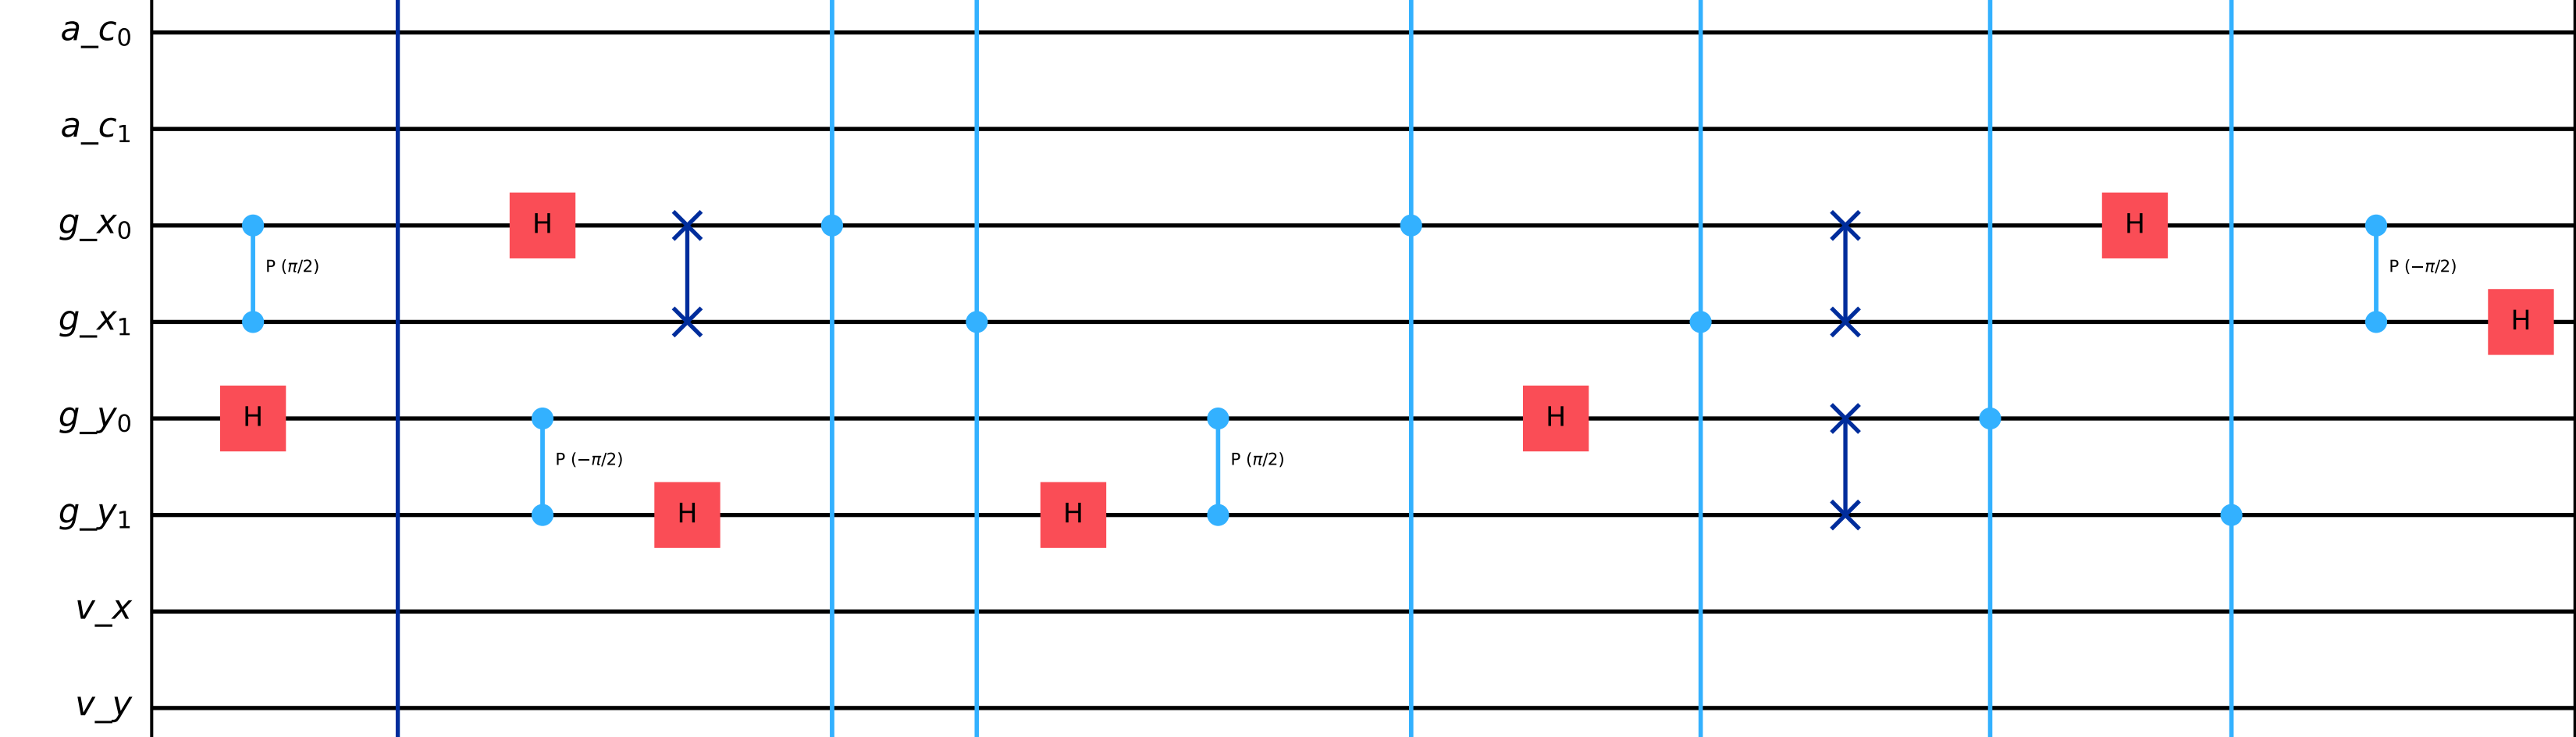 a_c₀
a_c₁
H H
g_x₀
P (π/2) P (−π/2)
g_x₁ H
g_y₀ H H
P (−π/2) P (π/2)
g_y₁ H H
v_x
v_y